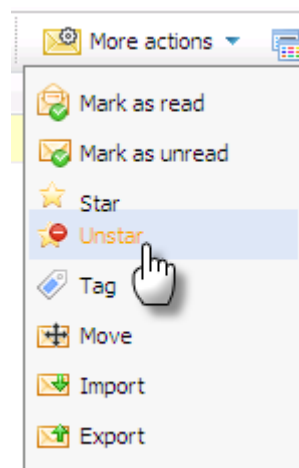 More actions
Mark as read
Mark as unread
Star
Unstar
Tag
Move
Import
Export